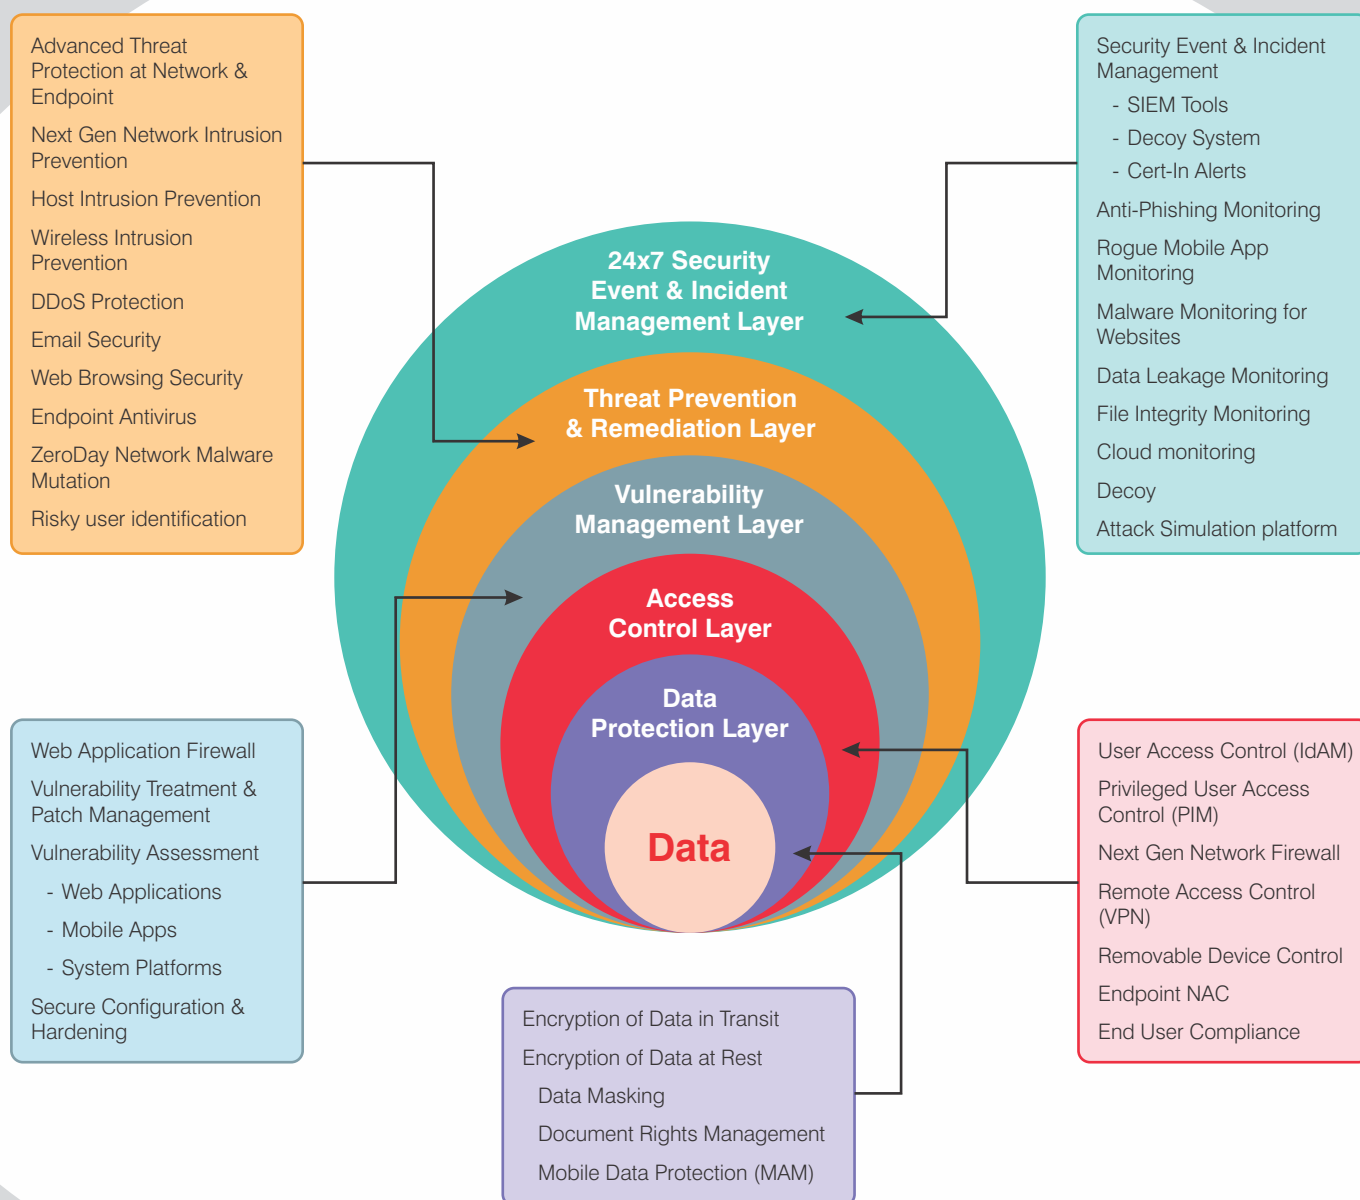 Advanced Threat
Protection at Network &
Endpoint
Next Gen Network Intrusion
Prevention
Host Intrusion Prevention
Wireless Intrusion
Prevention
DDoS Protection
Email Security
Web Browsing Security
Endpoint Antivirus
ZeroDay Network Malware
Mutation
Risky user identification
Security Event & Incident
Management
- SIEM Tools
- Decoy System
- Cert-In Alerts
Anti-Phishing Monitoring
Rogue Mobile App
Monitoring
Malware Monitoring for
Websites
Data Leakage Monitoring
File Integrity Monitoring
Cloud monitoring
Decoy
Attack Simulation platform
24x7 Security
Event & Incident
Management Layer
Threat Prevention
& Remediation Layer
Vulnerability
Management Layer
Access
Control Layer
Data
Protection Layer
Data
Web Application Firewall
Vulnerability Treatment &
Patch Management
Vulnerability Assessment
- Web Applications
- Mobile Apps
- System Platforms
Secure Configuration &
Hardening
User Access Control (IdAM)
Privileged User Access
Control (PIM)
Next Gen Network Firewall
Remote Access Control
(VPN)
Removable Device Control
Endpoint NAC
End User Compliance
Encryption of Data in Transit
Encryption of Data at Rest
Data Masking
Document Rights Management
Mobile Data Protection (MAM)